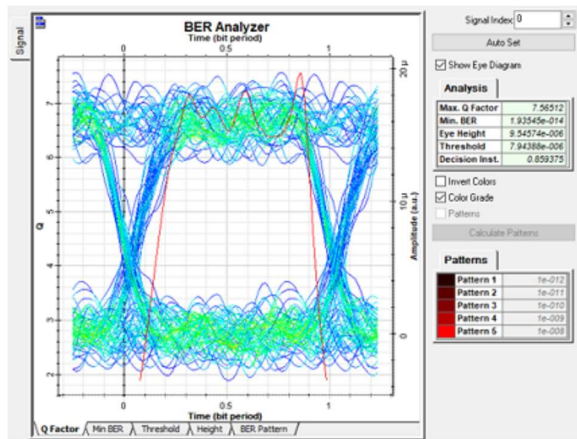 Signal
BER Analyzer
Time (bit period)
0 0.5 1
7
6
5
4
3
2
Q
20 µ
10 µ
0
Amplitude (a.u.)
0 0.5 1
Time (bit period)
Q Factor Min BER Threshold Height BER Pattern
Signal Index: 0
Auto Set
Show Eye Diagram
Analysis
Max. Q Factor 7.56512
Min. BER 1.93545e-014
Eye Height 9.54574e-006
Threshold 7.94388e-006
Decision Inst. 0.859375
Invert Colors
Color Grade
Patterns
Calculate Patterns
Patterns
Pattern 1 1e-012
Pattern 2 1e-011
Pattern 3 1e-010
Pattern 4 1e-009
Pattern 5 1e-008